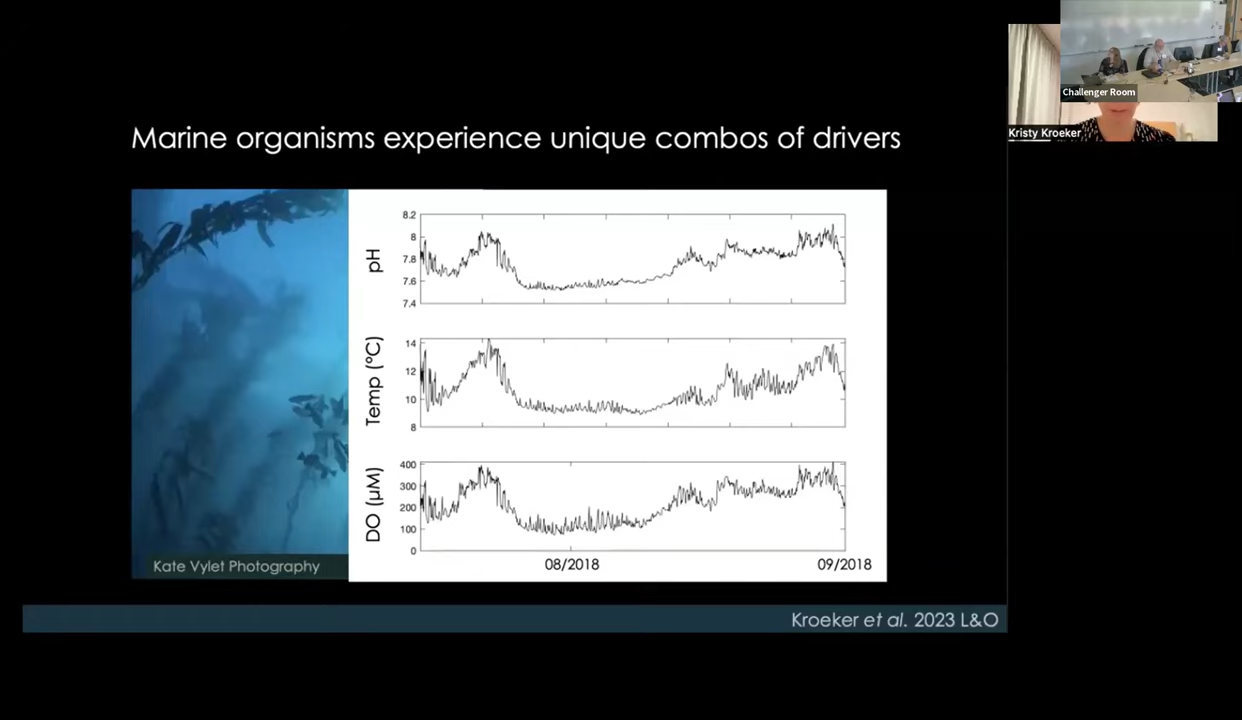 Challenger Room
Kristy Kroeker
Marine organisms experience unique combos of drivers
pH
8.2
8
7.8
7.6
7.4
Temp (°C)
14
12
10
8
DO (µM)
400
300
200
100
0
08/2018
09/2018
Kate Vylet Photography
Kroeker et al. 2023 L&O